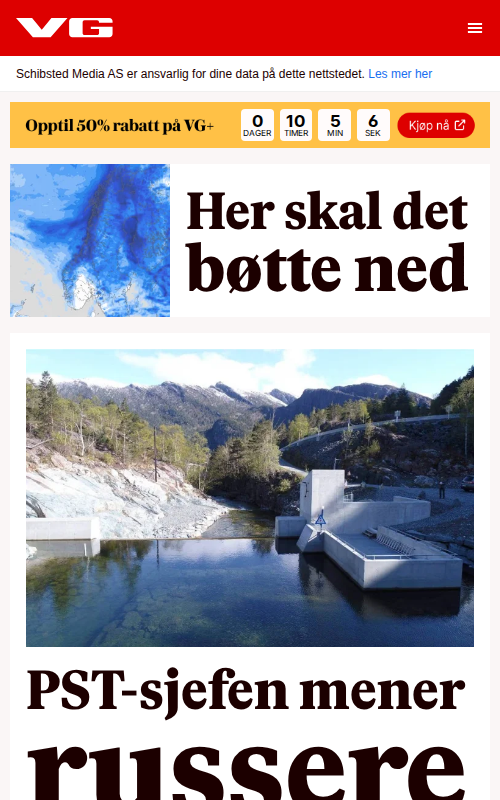 VG
Schibsted Media AS er ansvarlig for dine data på dette nettstedet. Les mer her
Opptil 50% rabatt på VG+
0 10 5 6
DAGER TIMER MIN SEK
Kjøp nå
Her skal det
bøtte ned
PST-sjefen mener
russere